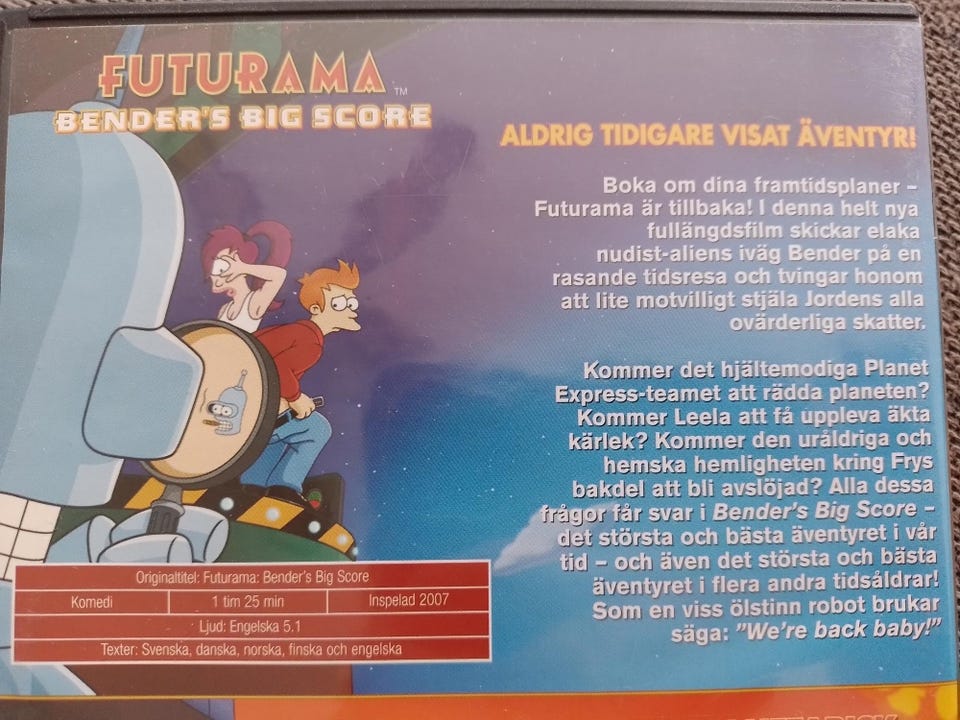 FUTURAMA™
BENDER'S BIG SCORE
ALDRIG TIDIGARE VISAT ÄVENTYR!
Boka om dina framtidsplaner –
Futurama är tillbaka! I denna helt nya
fullängdsfilm skickar elaka
nudist-aliens iväg Bender på en
rasande tidsresa och tvingar honom
att lite motvilligt stjäla Jordens alla
ovärderliga skatter.
Kommer det hjältemodiga Planet
Express-teamet att rädda planeten?
Kommer Leela att få uppleva äkta
kärlek? Kommer den uråldriga och
hemska hemligheten kring Frys
bakdel att bli avslöjad? Alla dessa
frågor får svar i Bender's Big Score –
det största och bästa äventyret i vår
tid – och även det största och bästa
äventyret i flera andra tidsåldrar!
Som en viss ölstinn robot brukar
säga: "We're back baby!"
Originaltitel: Futurama: Bender's Big Score
Komedi 1 tim 25 min Inspelad 2007
Ljud: Engelska 5.1
Texter: Svenska, danska, norska, finska och engelska